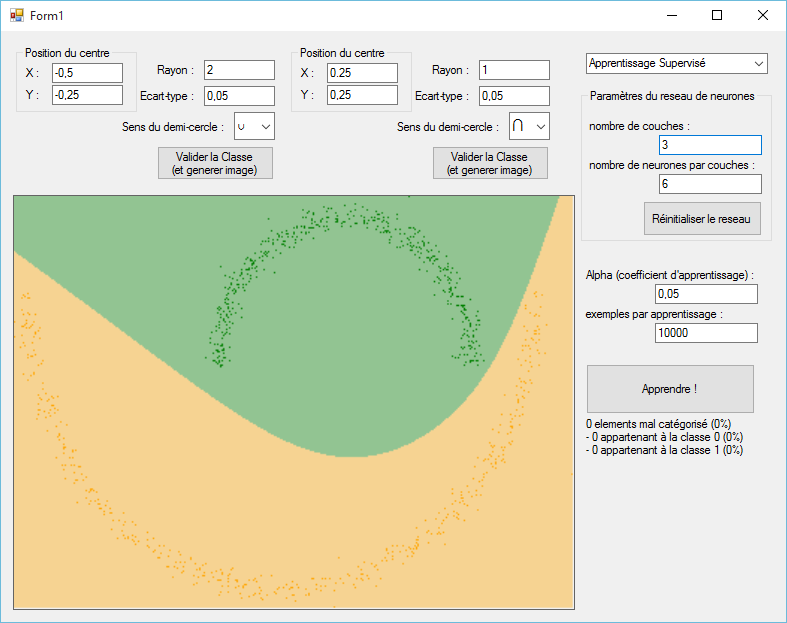 Form1
Position du centre
X :
-0,5
Y :
-0,25
Rayon :
2
Ecart-type :
0,05
Sens du demi-cercle :
∪
Valider la Classe
(et generer image)
Position du centre
X :
0.25
Y :
0,25
Rayon :
1
Ecart-type :
0,05
Sens du demi-cercle :
⋂
Valider la Classe
(et generer image)
Apprentissage Supervisé
Paramètres du reseau de neurones
nombre de couches :
3
nombre de neurones par couches :
6
Réinitialiser le reseau
Alpha (coefficient d'apprentissage) :
0,05
exemples par apprentissage :
10000
Apprendre !
0 elements mal catégorisé (0%)
- 0 appartenant à la classe 0 (0%)
- 0 appartenant à la classe 1 (0%)